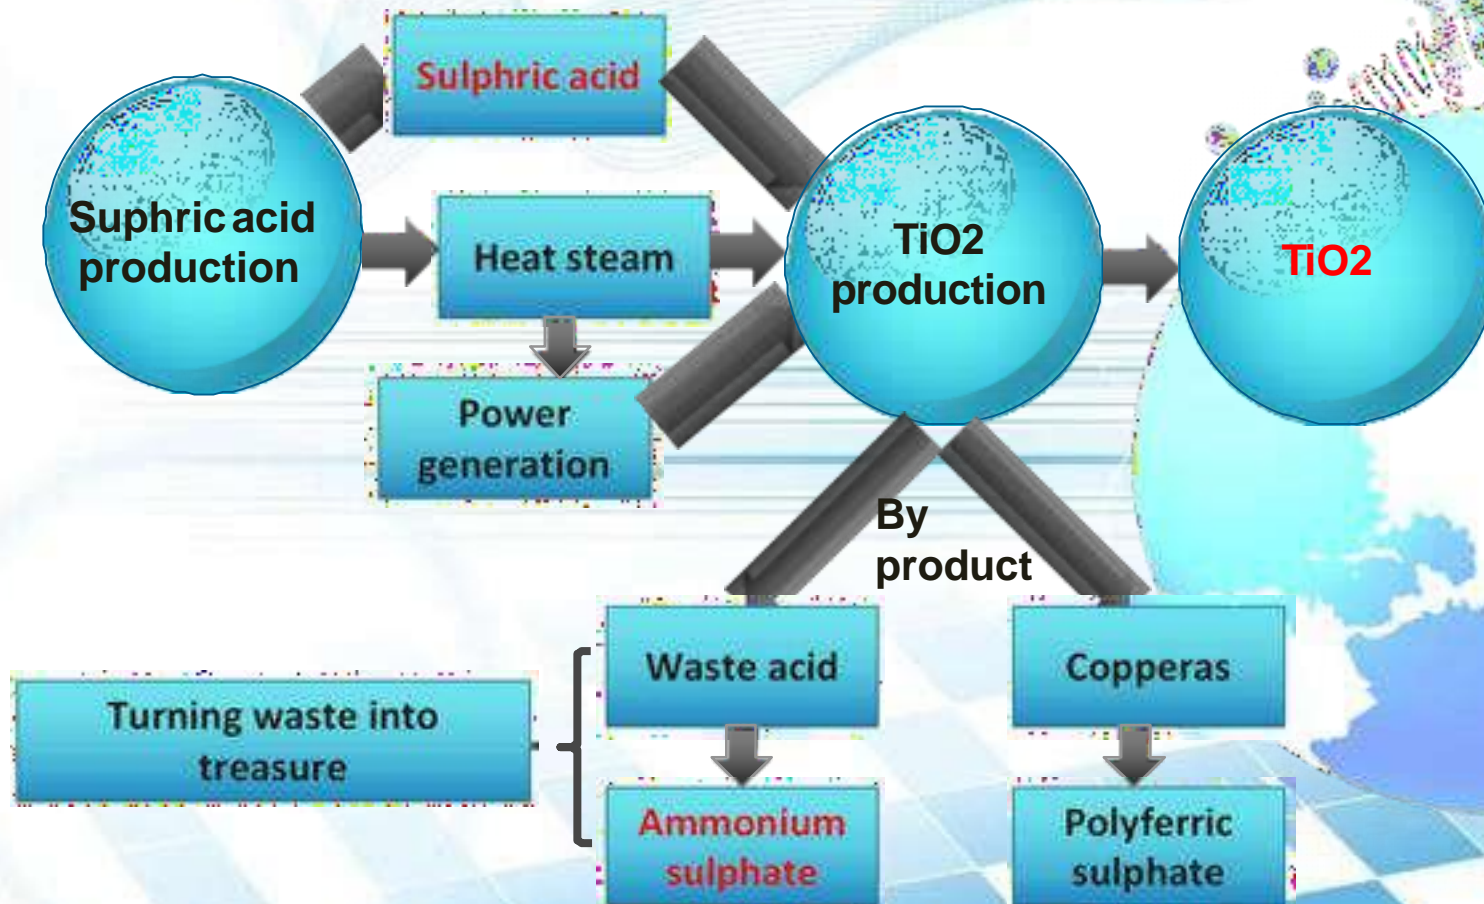 Sulphric acid
Suphric acid
production
Heat steam
TiO2
production
TiO2
Power
generation
By
product
Waste acid
Copperas
Turning waste into
treasure
Ammonium
sulphate
Polyferric
sulphate